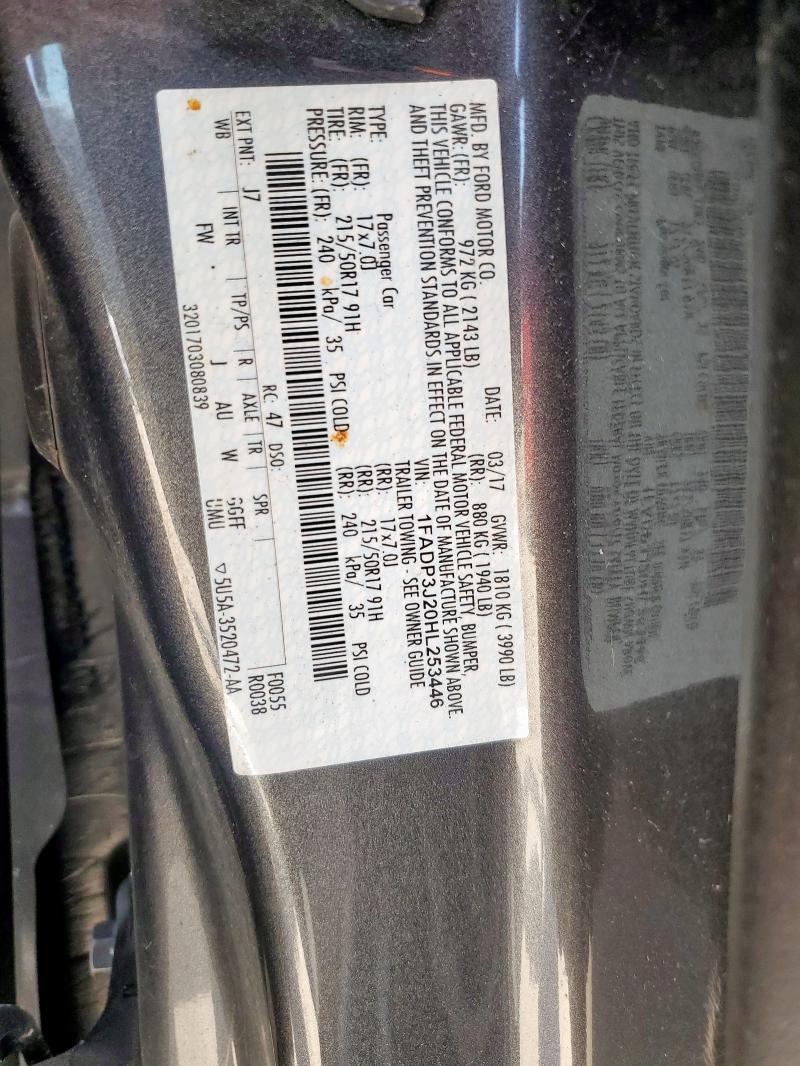 MFD. BY FORD MOTOR CO.
DATE: 03/17 GVWR: 1810 KG ( 3990 LB)
GAWR: (FR): 972 KG ( 2143 LB) (RR): 880 KG ( 1940 LB)
THIS VEHICLE CONFORMS TO ALL APPLICABLE FEDERAL MOTOR VEHICLE SAFETY, BUMPER,
AND THEFT PREVENTION STANDARDS IN EFFECT ON THE DATE OF MANUFACTURE SHOWN ABOVE.
VIN: 1FADP3J20HL253446
TYPE: Passenger Car TRAILER TOWING - SEE OWNER GUIDE
RIM: (FR): 17x7.0J (RR): 17x7.0J
TIRE: (FR): 215/50R17 91H (RR): 215/50R17 91H
PRESSURE: (FR): 240 kPa/ 35 PSI COLD (RR): 240 kPa/ 35 PSI COLD
RC: 47 DSO: F0055
EXT PNT: J7 INT TR TP/PS R AXLE TR SPR R0038
WB FW J AU W
UMU ▽5U5A-3520472-AA
3201703080839